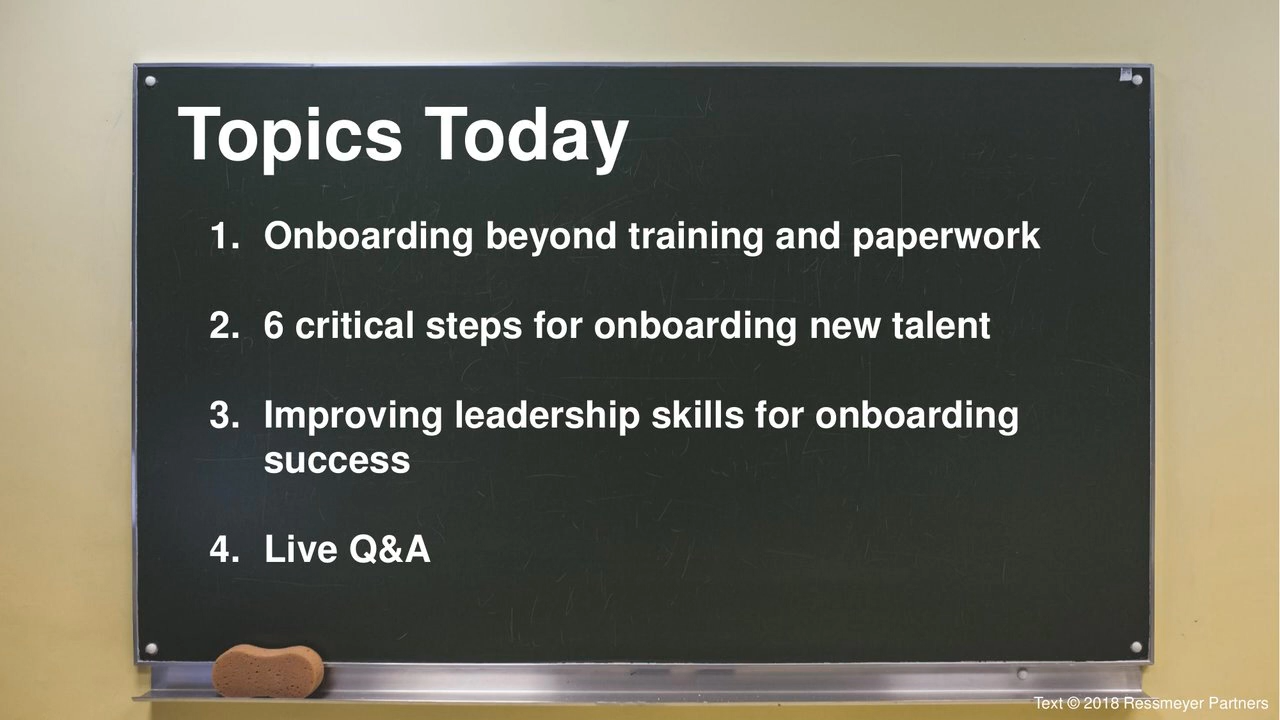 Topics Today
1. Onboarding beyond training and paperwork
2. 6 critical steps for onboarding new talent
3. Improving leadership skills for onboarding
success
4. Live Q&A
Text © 2018 Ressmeyer Partners